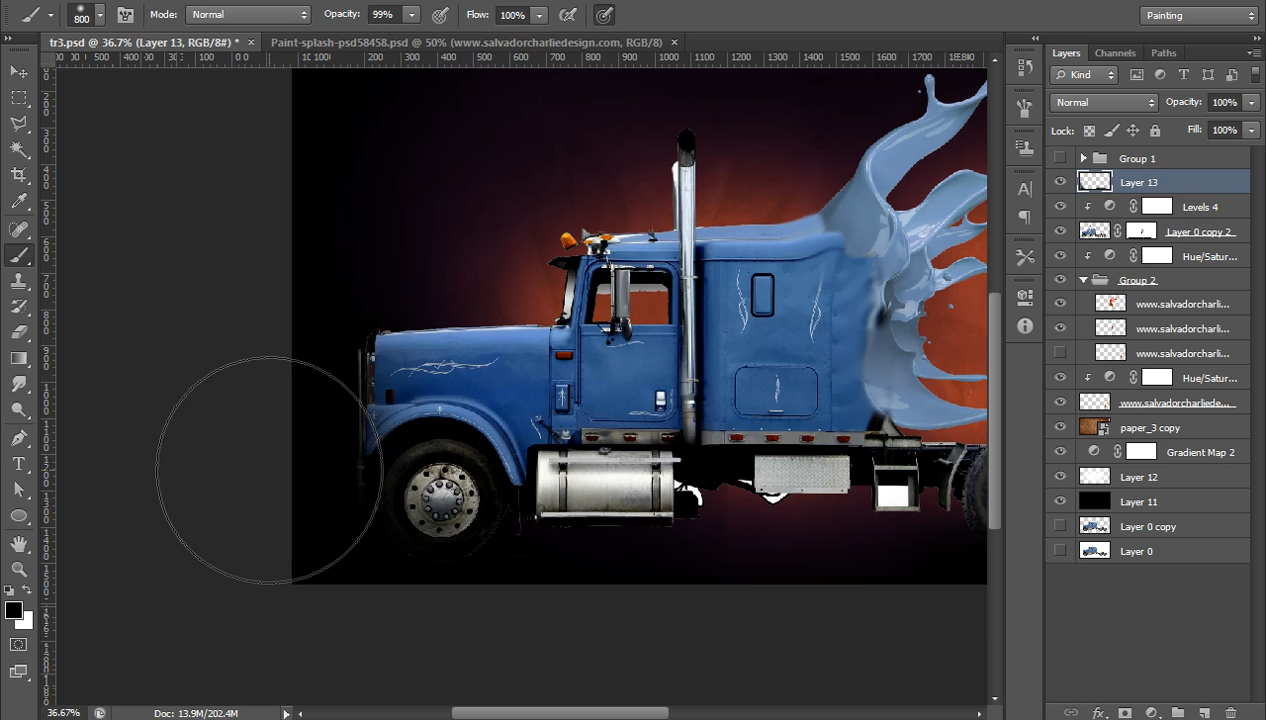 800 Mode: Normal Opacity: 99% Flow: 100% Painting
tr3.psd @ 36.7% (Layer 13, RGB/8#) * × Paint-splash-psd58458.psd @ 50% (www.salvadorcharliedesign.com, RGB/8) ×
Layers Channels Paths
Kind
Normal Opacity: 100%
Lock: Fill: 100%
Group 1
Layer 13
Levels 4
Layer 0 copy 2
Hue/Satur...
Group 2
www.salvadorcharli...
www.salvadorcharli...
www.salvadorcharli...
Hue/Satur...
www.salvadorcharliede...
paper_3 copy
Gradient Map 2
Layer 12
Layer 11
Layer 0 copy
Layer 0
36.67% Doc: 13.9M/202.4M